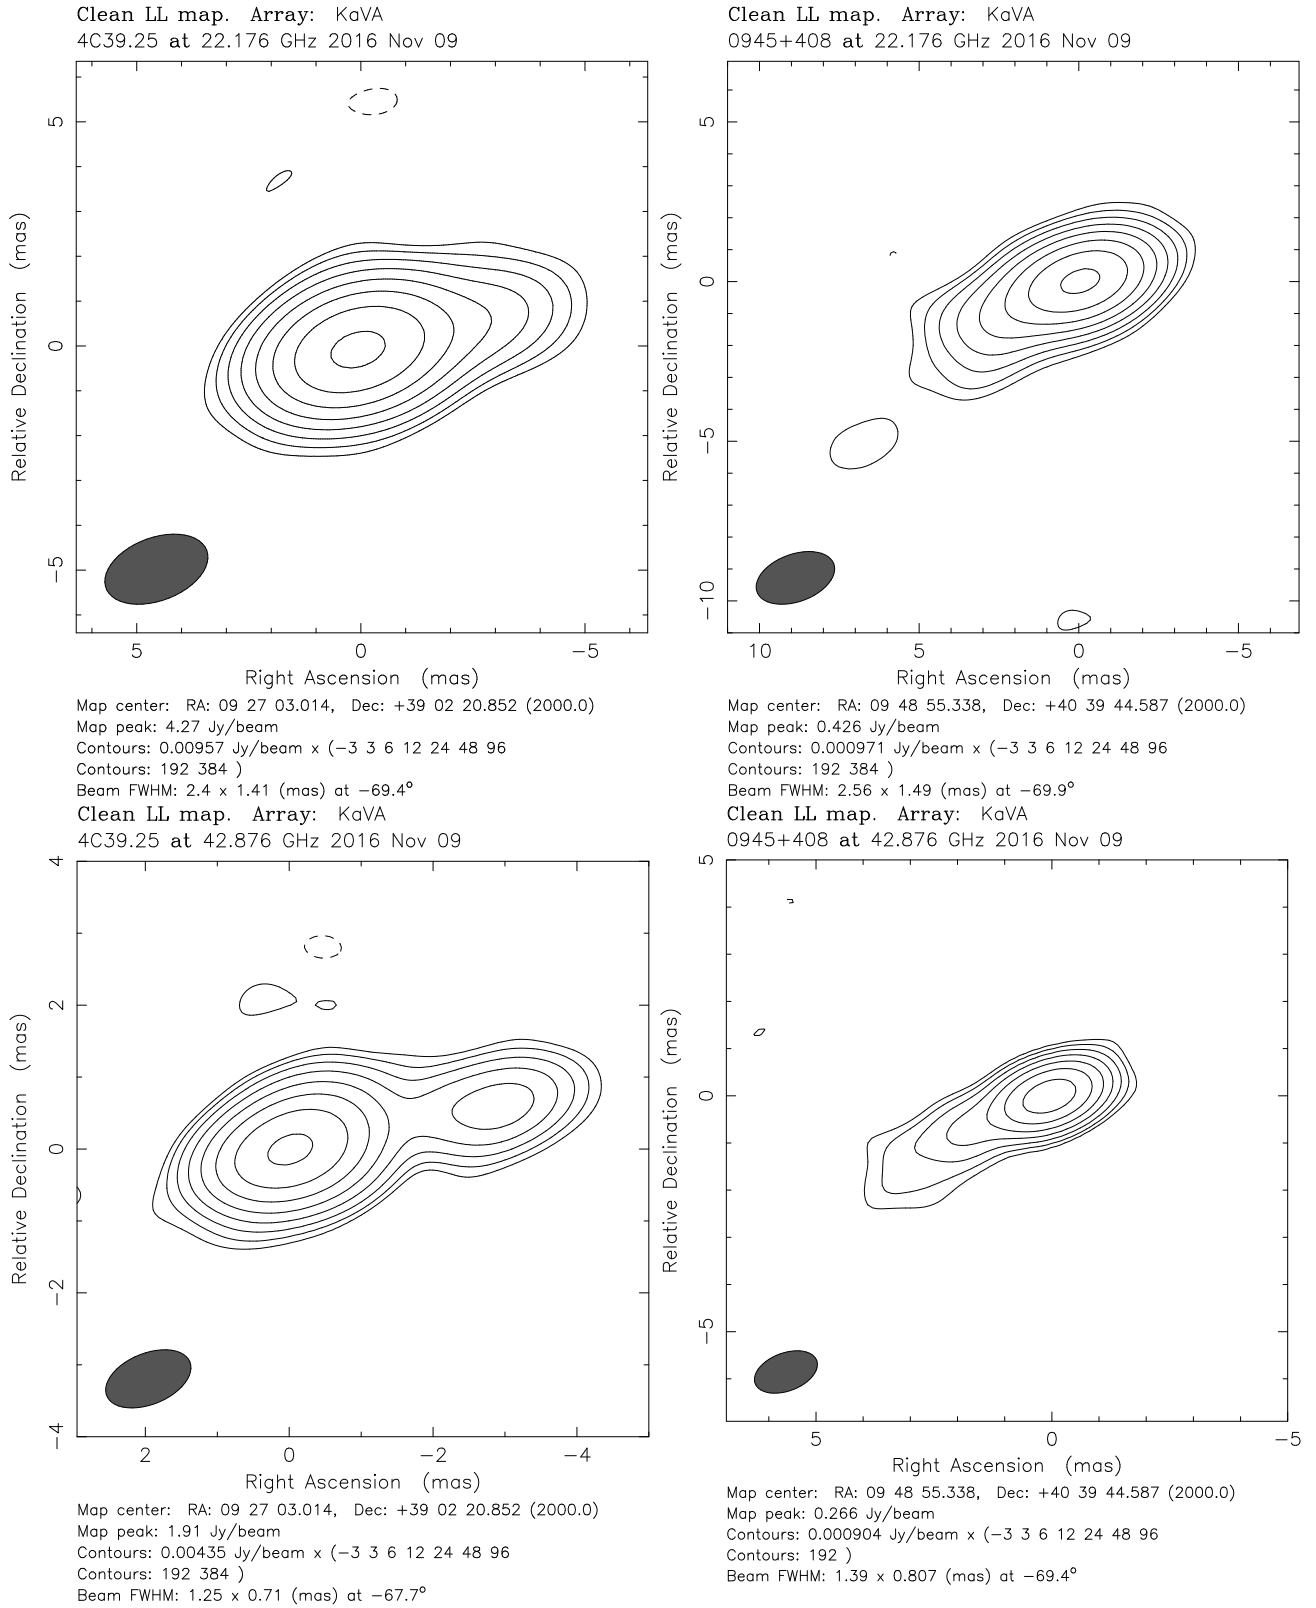 Clean LL map.  Array:  KaVA
4C39.25 at 22.176 GHz 2016 Nov 09
5
0
−5
Relative Declination  (mas)
5
0
−5
Right Ascension  (mas)
Map center:  RA: 09 27 03.014,  Dec: +39 02 20.852 (2000.0)
Map peak: 4.27 Jy/beam
Contours: 0.00957 Jy/beam x (−3 3 6 12 24 48 96
Contours: 192 384 )
Beam FWHM: 2.4 x 1.41 (mas) at −69.4°
Clean LL map.  Array:  KaVA
0945+408 at 22.176 GHz 2016 Nov 09
5
0
−5
−10
Relative Declination  (mas)
10
5
0
−5
Right Ascension  (mas)
Map center:  RA: 09 48 55.338,  Dec: +40 39 44.587 (2000.0)
Map peak: 0.426 Jy/beam
Contours: 0.000971 Jy/beam x (−3 3 6 12 24 48 96
Contours: 192 384 )
Beam FWHM: 2.56 x 1.49 (mas) at −69.9°
Clean LL map.  Array:  KaVA
4C39.25 at 42.876 GHz 2016 Nov 09
4
2
0
−2
−4
Relative Declination  (mas)
2
0
−2
−4
Right Ascension  (mas)
Map center:  RA: 09 27 03.014,  Dec: +39 02 20.852 (2000.0)
Map peak: 1.91 Jy/beam
Contours: 0.00435 Jy/beam x (−3 3 6 12 24 48 96
Contours: 192 384 )
Beam FWHM: 1.25 x 0.71 (mas) at −67.7°
Clean LL map.  Array:  KaVA
0945+408 at 42.876 GHz 2016 Nov 09
5
0
−5
Relative Declination  (mas)
5
0
−5
Right Ascension  (mas)
Map center:  RA: 09 48 55.338,  Dec: +40 39 44.587 (2000.0)
Map peak: 0.266 Jy/beam
Contours: 0.000904 Jy/beam x (−3 3 6 12 24 48 96
Contours: 192 )
Beam FWHM: 1.39 x 0.807 (mas) at −69.4°